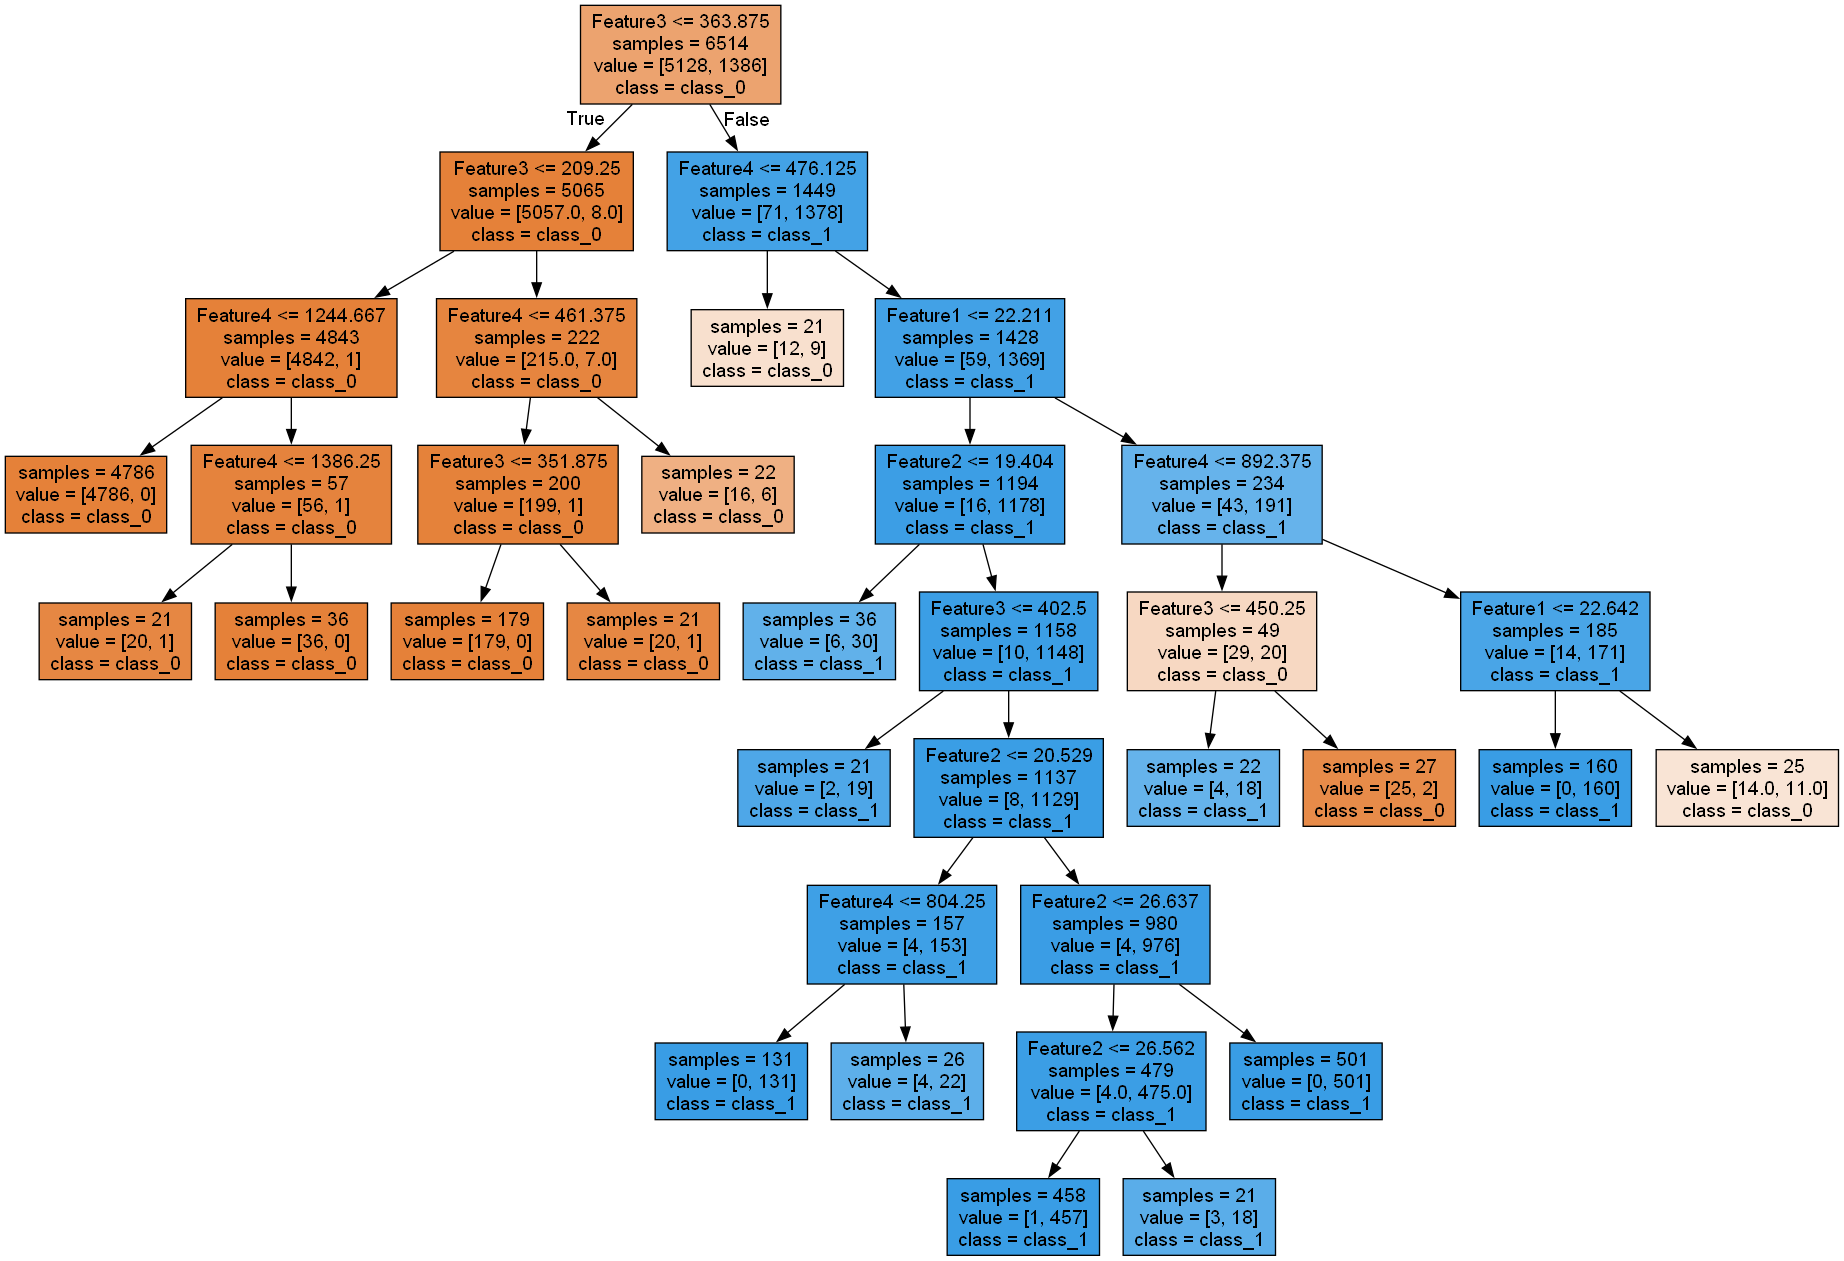 Feature3 <= 363.875
samples = 6514
value = [5128, 1386]
class = class_0
True
False
Feature3 <= 209.25
samples = 5065
value = [5057.0, 8.0]
class = class_0
Feature4 <= 476.125
samples = 1449
value = [71, 1378]
class = class_1
Feature4 <= 1244.667
samples = 4843
value = [4842, 1]
class = class_0
Feature4 <= 461.375
samples = 222
value = [215.0, 7.0]
class = class_0
samples = 21
value = [12, 9]
class = class_0
Feature1 <= 22.211
samples = 1428
value = [59, 1369]
class = class_1
samples = 4786
value = [4786, 0]
class = class_0
Feature4 <= 1386.25
samples = 57
value = [56, 1]
class = class_0
Feature3 <= 351.875
samples = 200
value = [199, 1]
class = class_0
samples = 22
value = [16, 6]
class = class_0
Feature2 <= 19.404
samples = 1194
value = [16, 1178]
class = class_1
Feature4 <= 892.375
samples = 234
value = [43, 191]
class = class_1
samples = 21
value = [20, 1]
class = class_0
samples = 36
value = [36, 0]
class = class_0
samples = 179
value = [179, 0]
class = class_0
samples = 21
value = [20, 1]
class = class_0
samples = 36
value = [6, 30]
class = class_1
Feature3 <= 402.5
samples = 1158
value = [10, 1148]
class = class_1
Feature3 <= 450.25
samples = 49
value = [29, 20]
class = class_0
Feature1 <= 22.642
samples = 185
value = [14, 171]
class = class_1
samples = 21
value = [2, 19]
class = class_1
Feature2 <= 20.529
samples = 1137
value = [8, 1129]
class = class_1
samples = 22
value = [4, 18]
class = class_1
samples = 27
value = [25, 2]
class = class_0
samples = 160
value = [0, 160]
class = class_1
samples = 25
value = [14.0, 11.0]
class = class_0
Feature4 <= 804.25
samples = 157
value = [4, 153]
class = class_1
Feature2 <= 26.637
samples = 980
value = [4, 976]
class = class_1
samples = 131
value = [0, 131]
class = class_1
samples = 26
value = [4, 22]
class = class_1
Feature2 <= 26.562
samples = 479
value = [4.0, 475.0]
class = class_1
samples = 501
value = [0, 501]
class = class_1
samples = 458
value = [1, 457]
class = class_1
samples = 21
value = [3, 18]
class = class_1